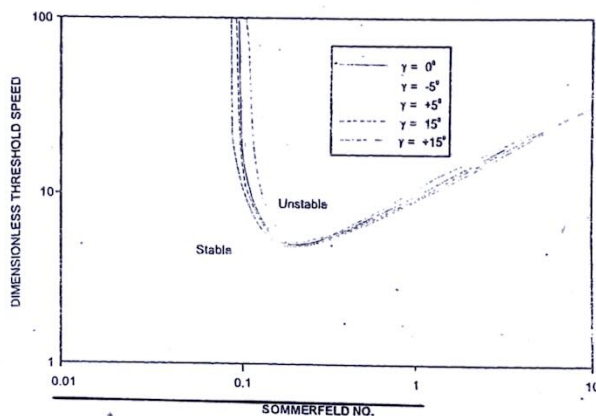 100
DIMENSIONLESS THRESHOLD SPEED
γ = 0°
γ = -5°
γ = +5°
γ = 15°
γ = +15°
10
Unstable
Stable
1
0.01
0.1
1
10
SOMMERFELD NO.